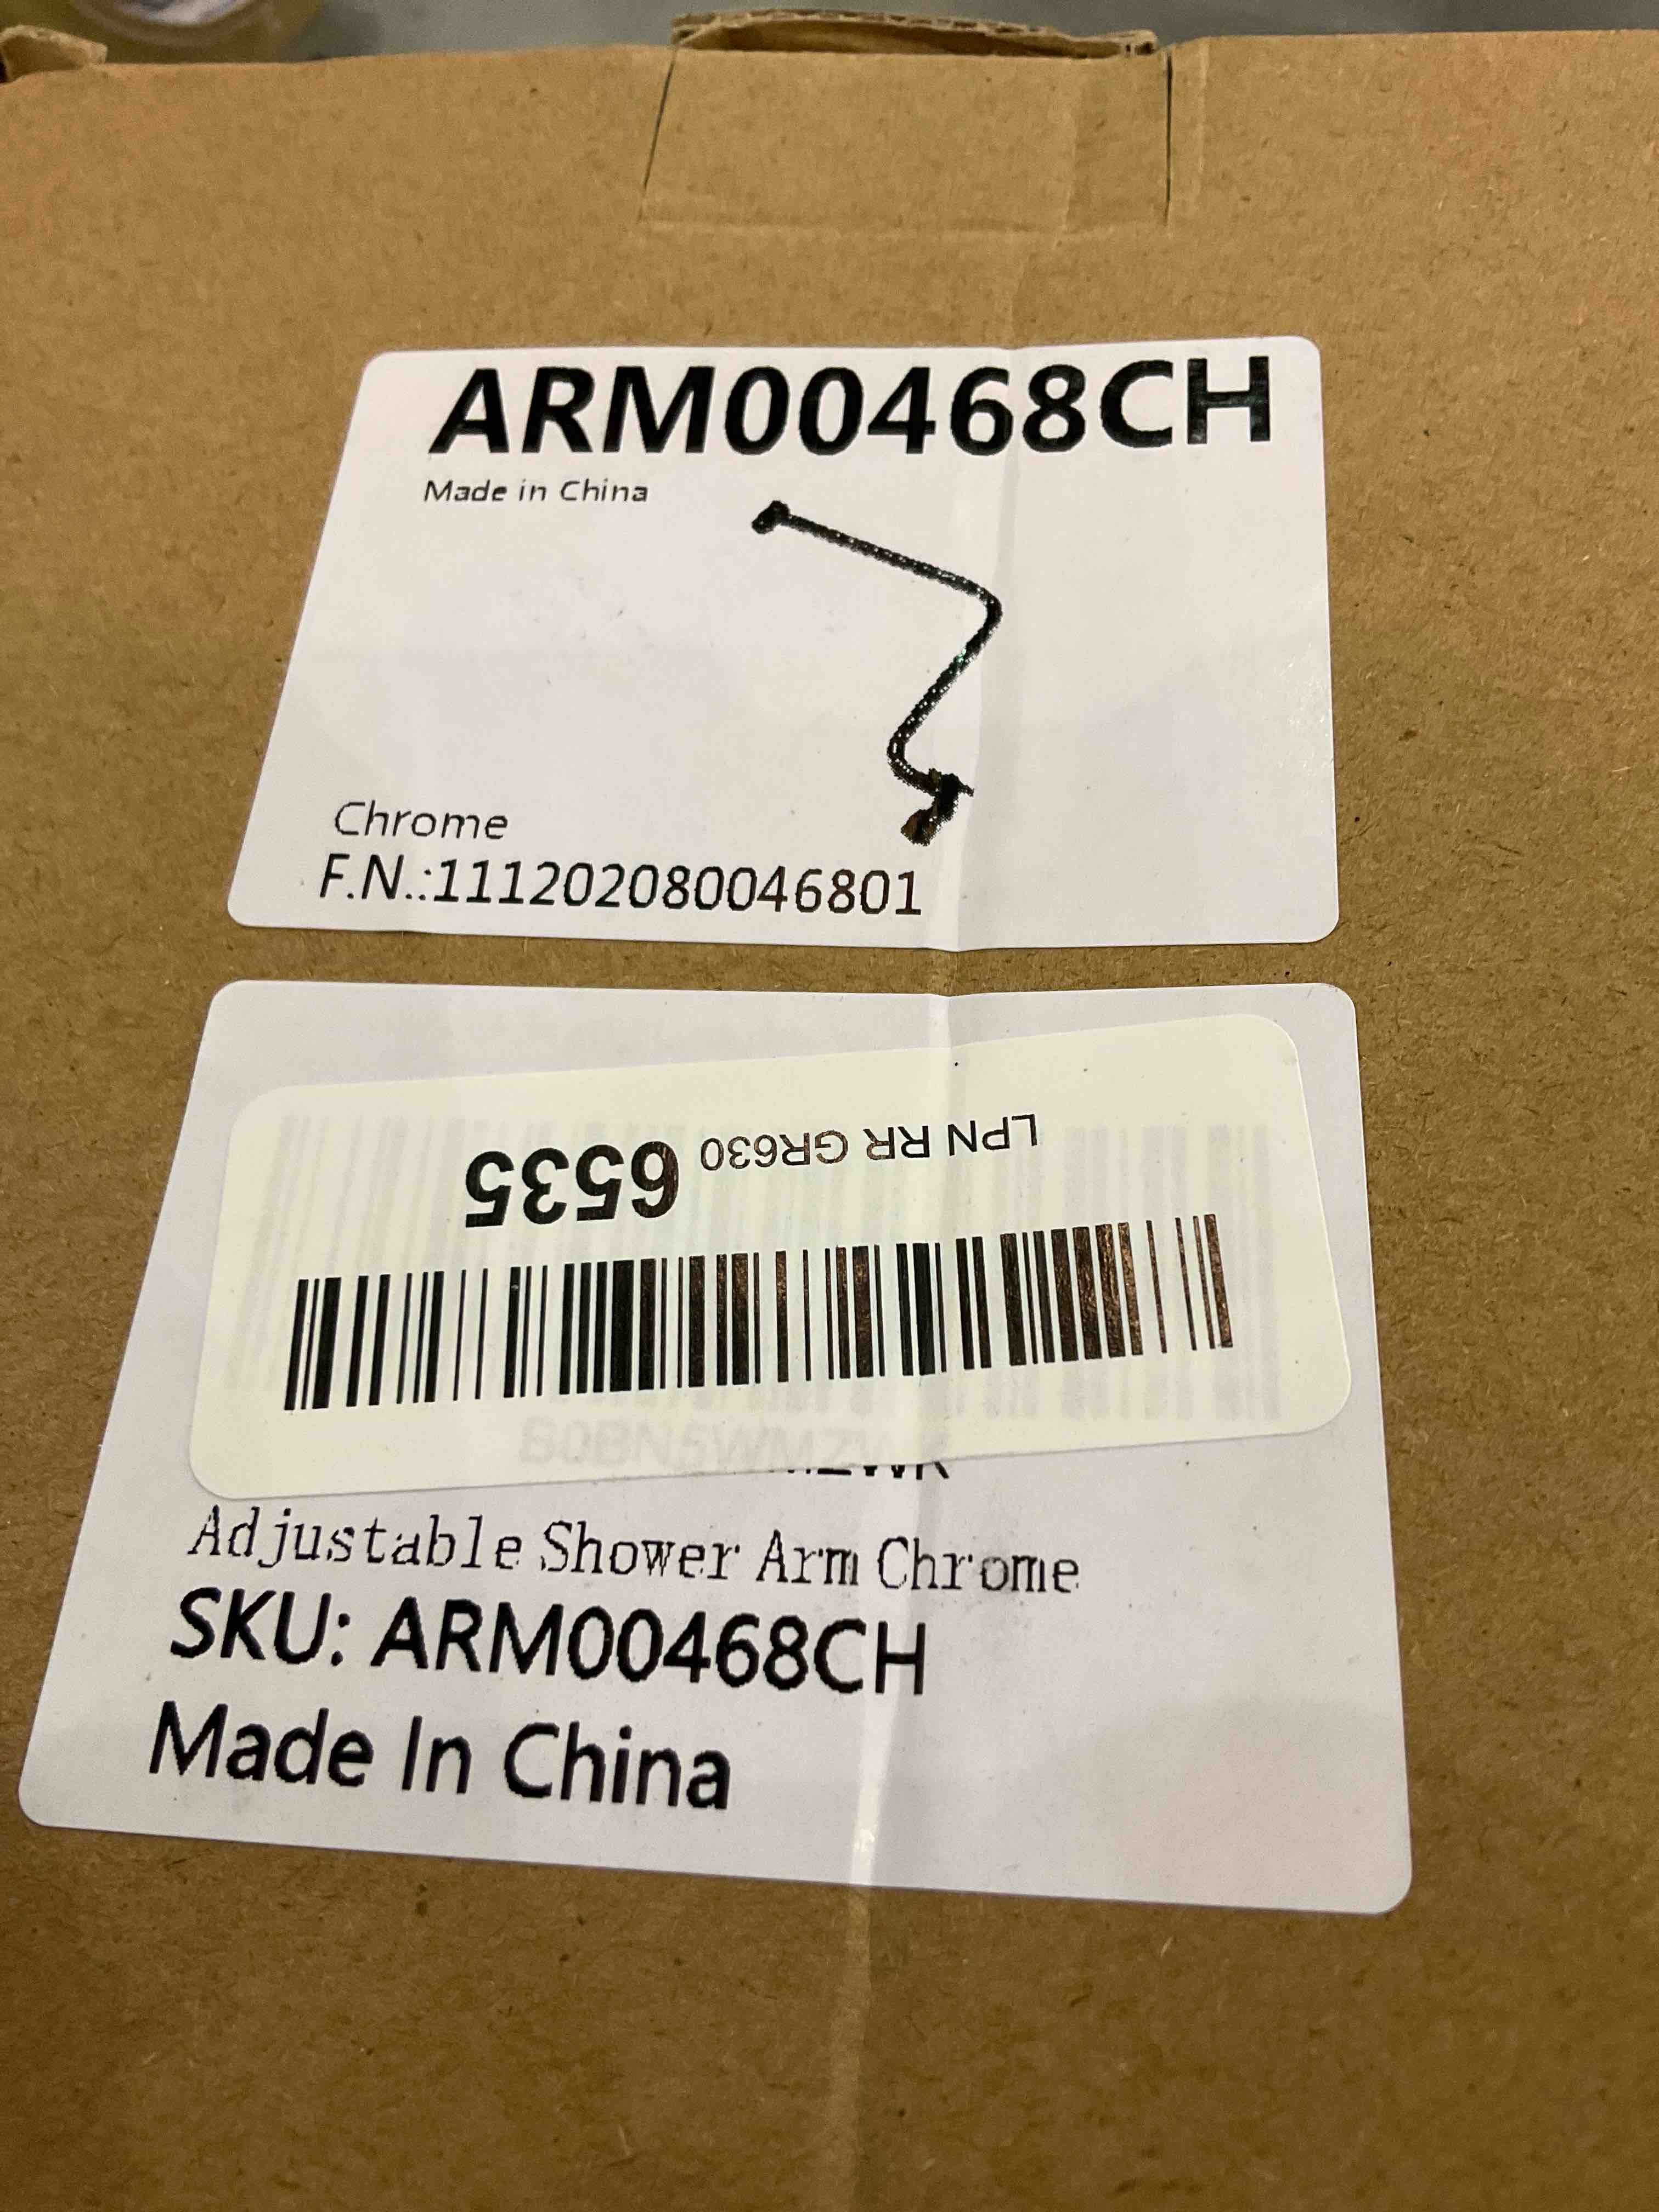 ARM00468CH
Made in China
Chrome
F.N.:111202080046801
LPN RR GR630 6535
B0BN5WMZWK
Adjustable Shower Arm Chrome
SKU: ARM00468CH
Made In China